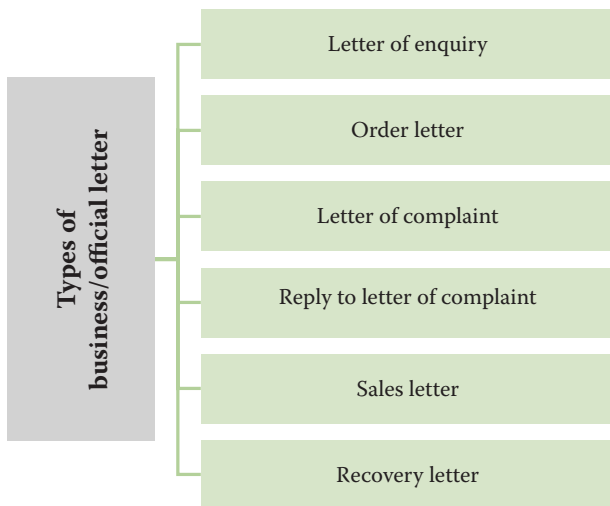 Types of
business/official letter
Letter of enquiry
Order letter
Letter of complaint
Reply to letter of complaint
Sales letter
Recovery letter